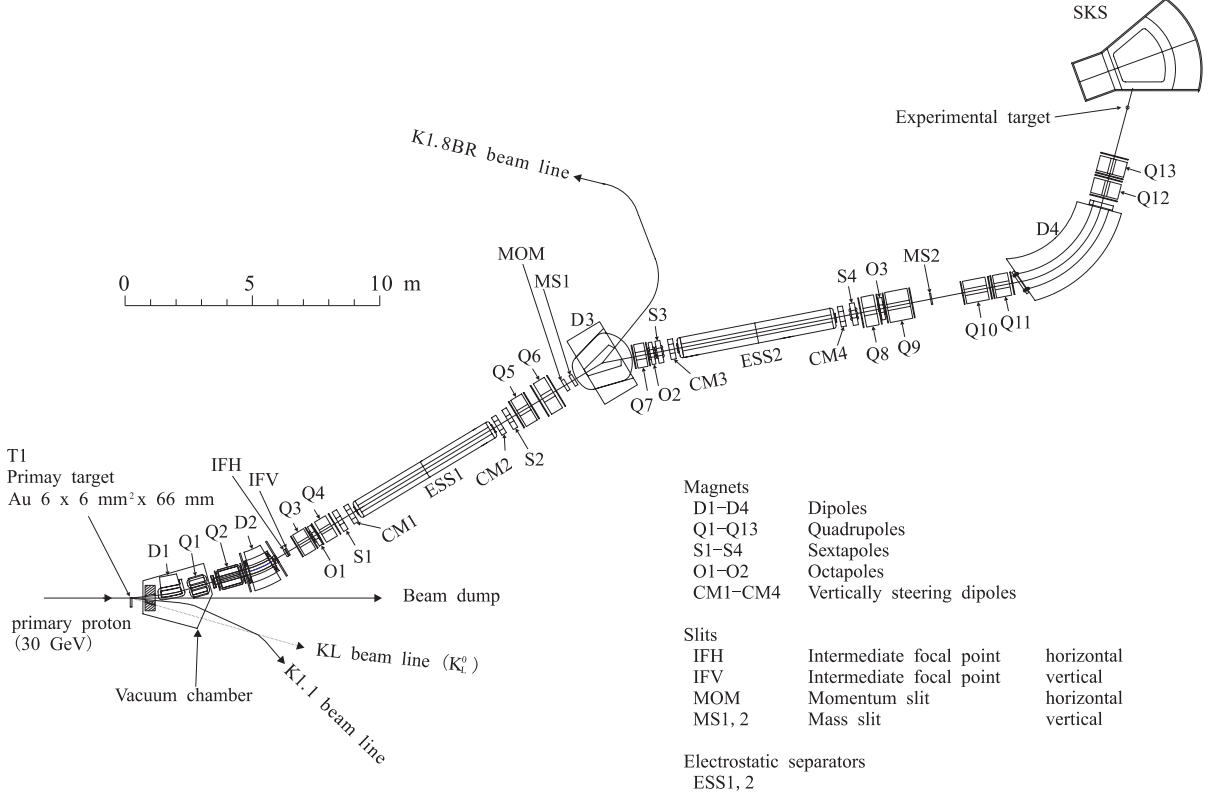 SKS
Experimental target
K1.8BR beam line
Q13
Q12
D4
MOM
MS1
MS2
O3
S4
0 5 10 m
D3
S3
Q6
Q5
Q10
Q11
Q9
Q8
CM4
ESS2
CM3
O2
Q7
S2
CM2
ESS1
T1
Primay target
Au 6 x 6 mm² x 66 mm
IFH
IFV
Q4
Q3
CM1
S1
O1
D2
Q2
Q1
D1
Beam dump
primary proton
(30 GeV)
KL beam line (K⁰L)
K1.1 beam line
Vacuum chamber
Magnets
D1-D4 Dipoles
Q1-Q13 Quadrupoles
S1-S4 Sextapoles
O1-O2 Octapoles
CM1-CM4 Vertically steering dipoles
Slits
IFH Intermediate focal point horizontal
IFV Intermediate focal point vertical
MOM Momentum slit horizontal
MS1, 2 Mass slit vertical
Electrostatic separators
ESS1, 2